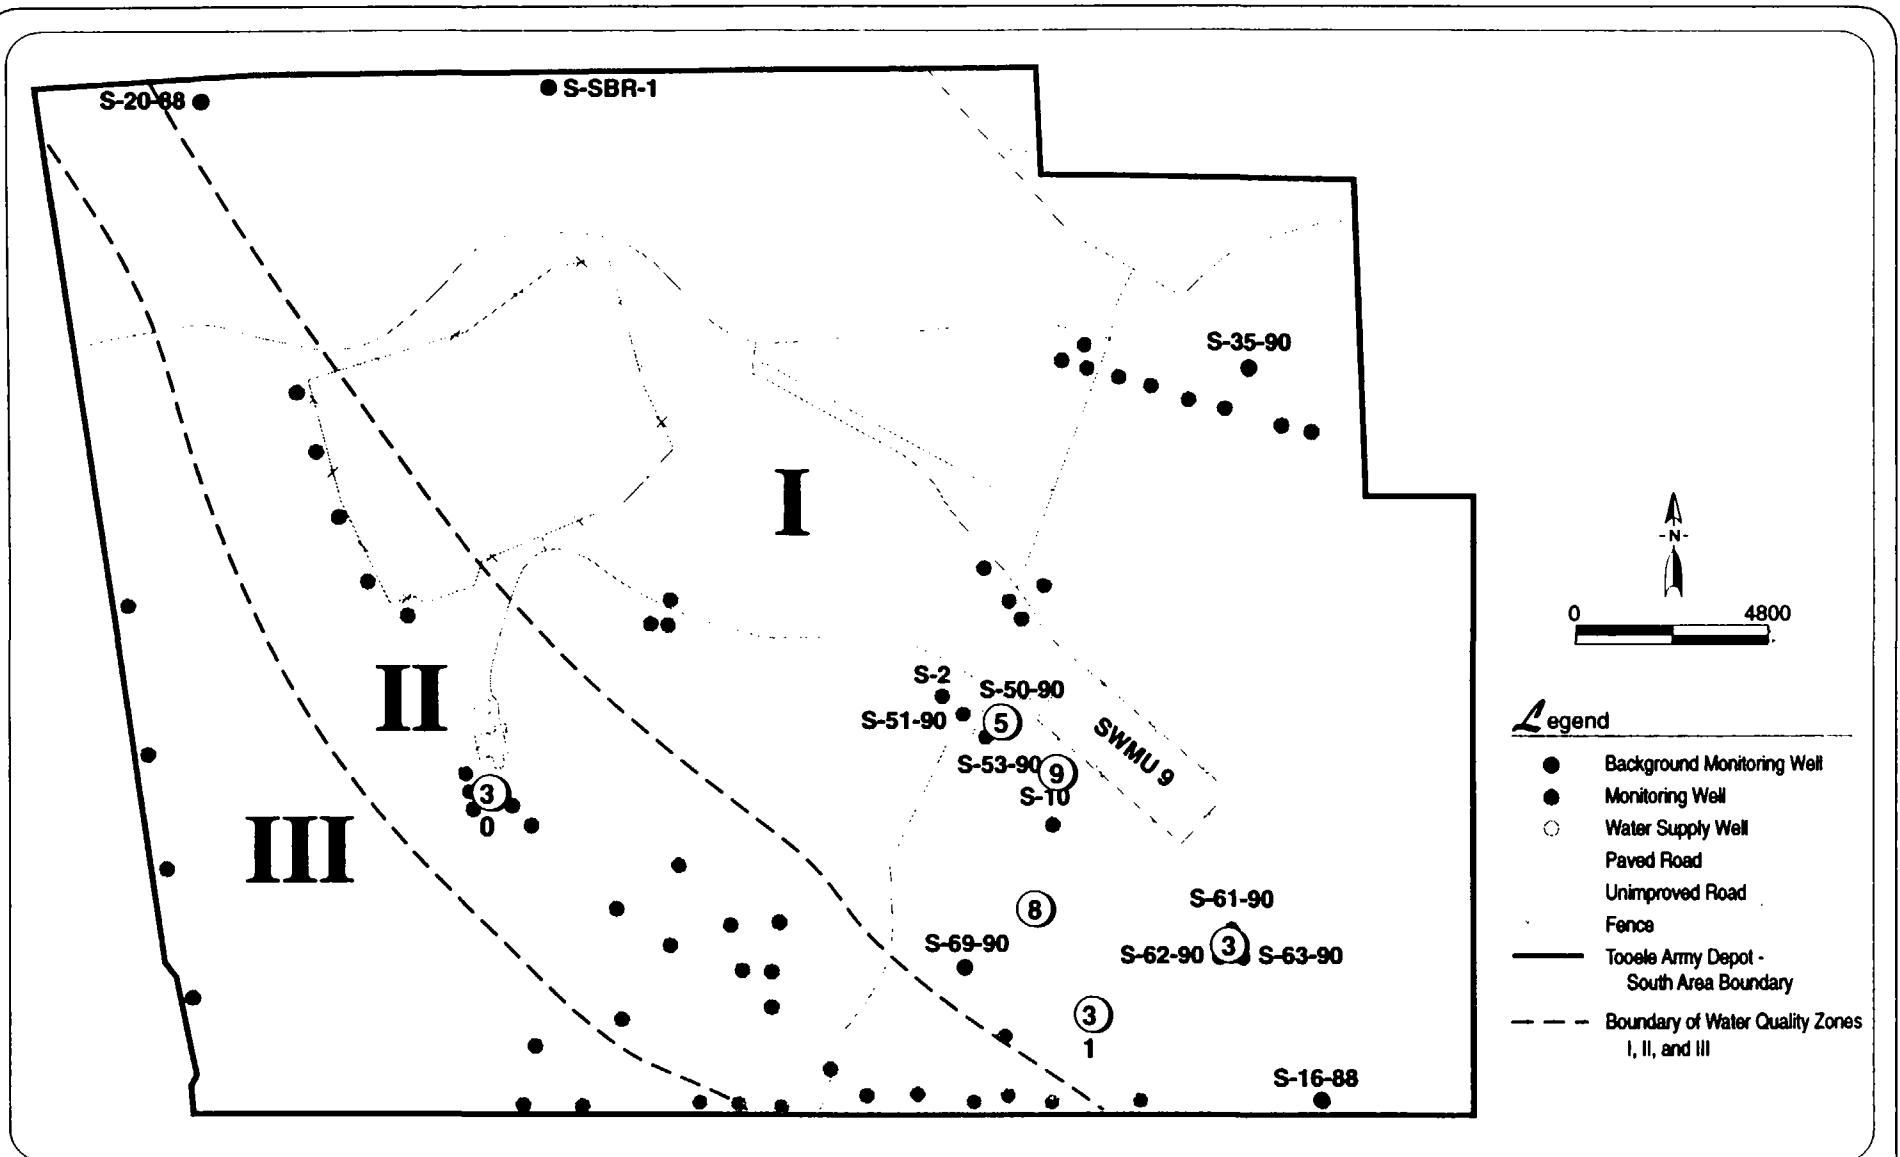 S-20-88
S-SBR-1
S-35-90
I
S-2
S-50-90
S-51-90
5
SWMU 9
S-53-90
9
S-10
II
3
0
III
8
S-61-90
S-69-90
S-62-90
3
S-63-90
3
1
S-16-88
-N-
0 4800
Legend
Background Monitoring Well
Monitoring Well
Water Supply Well
Paved Road
Unimproved Road
Fence
Tooele Army Depot -
South Area Boundary
Boundary of Water Quality Zones
I, II, and III